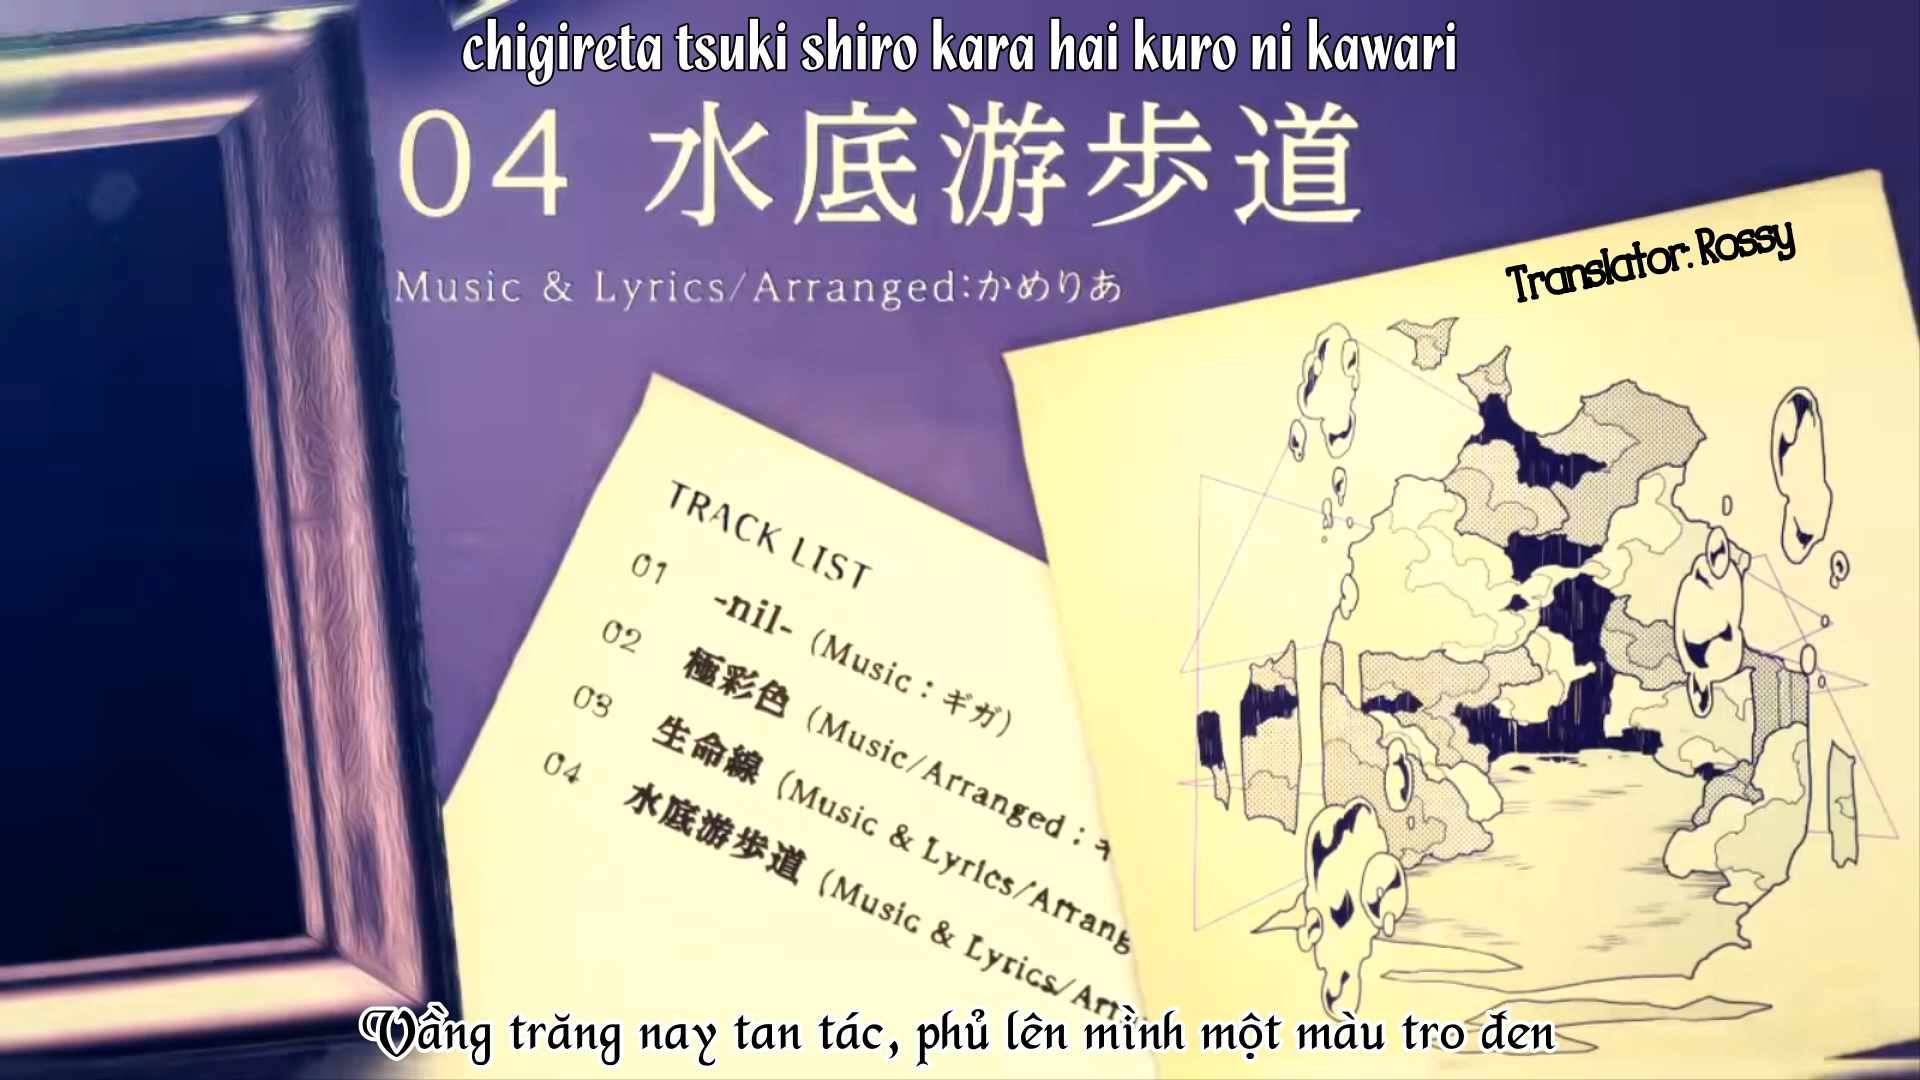 chigireta tsuki shiro kara hai kuro ni kawari
04 水底游歩道
Music & Lyrics/Arranged:かめりあ
Translator: Rossy
TRACK LIST
01 -nil- (Music：ギガ)
02 極彩色 (Music/Arranged：ギ
03 生命線 (Music & Lyrics/Arrang
04 水底游歩道 (Music & Lyrics/Arr
Vầng trăng nay tan tác, phủ lên mình một màu tro đen